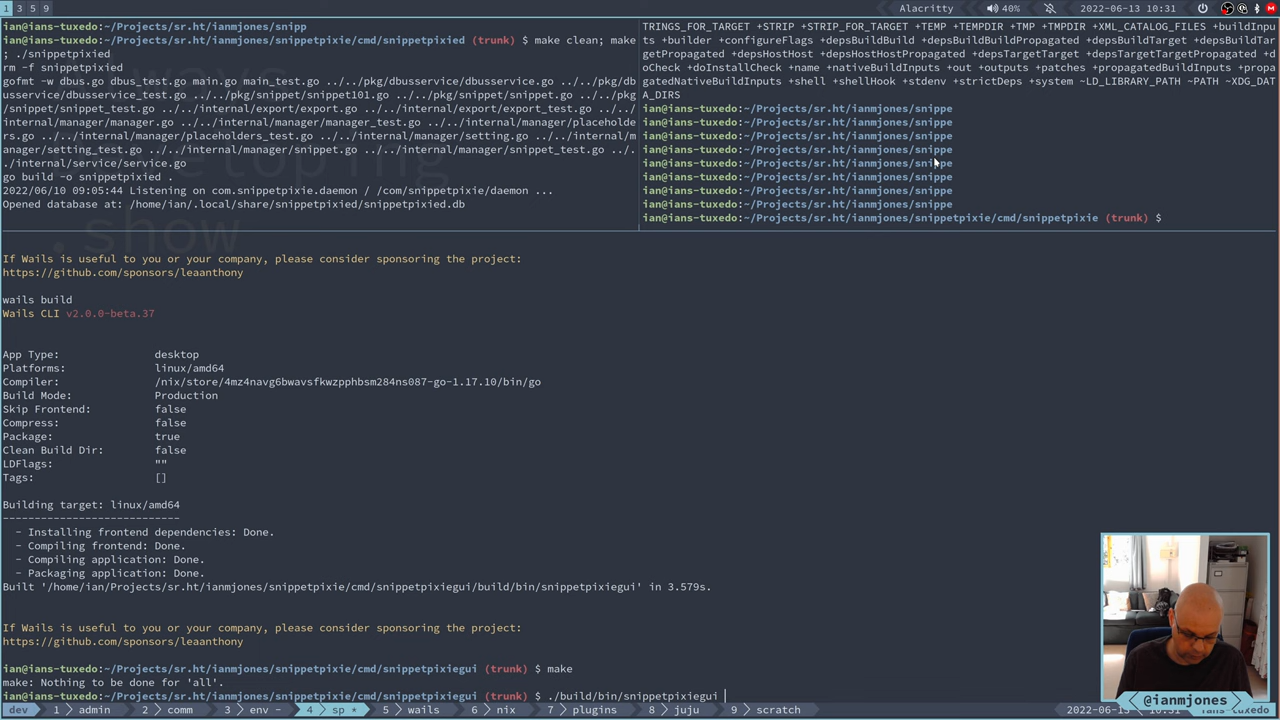 1 3 5 9
Alacritty
40%
2022-06-13 10:31
ian@ians-tuxedo:~/Projects/sr.ht/ianmjones/snipp
ian@ians-tuxedo:~/Projects/sr.ht/ianmjones/snippetpixie/cmd/snippetpixied (trunk) $ make clean; make
; ./snippetpixied
rm -f snippetpixied
gofmt -w dbus.go dbus_test.go main.go main_test.go ../../pkg/dbusservice/dbusservice.go ../../pkg/db
usservice/dbusservice_test.go ../../pkg/snippet/snippet101.go ../../pkg/snippet/snippet.go ../../pkg
/snippet/snippet_test.go ../../internal/export/export.go ../../internal/export/export_test.go ../../
internal/manager/manager.go ../../internal/manager/manager_test.go ../../internal/manager/placeholde
rs.go ../../internal/manager/placeholders_test.go ../../internal/manager/setting.go ../../internal/m
anager/setting_test.go ../../internal/manager/snippet.go ../../internal/manager/snippet_test.go ../.
./internal/service/service.go
go build -o snippetpixied .
2022/06/10 09:05:44 Listening on com.snippetpixie.daemon / /com/snippetpixie/daemon ...
Opened database at: /home/ian/.local/share/snippetpixied/snippetpixied.db
.show
TRINGS_FOR_TARGET +STRIP +STRIP_FOR_TARGET +TEMP +TEMPDIR +TMP +TMPDIR +XML_CATALOG_FILES +buildInpu
ts +builder +configureFlags +depsBuildBuild +depsBuildBuildPropagated +depsBuildTarget +depsBuildTar
getPropagated +depsHostHost +depsHostHostPropagated +depsTargetTarget +depsTargetTargetPropagated +d
oCheck +doInstallCheck +name +nativeBuildInputs +out +outputs +patches +propagatedBuildInputs +propa
gatedNativeBuildInputs +shell +shellHook +stdenv +strictDeps +system ~LD_LIBRARY_PATH ~PATH ~XDG_DAT
A_DIRS
ian@ians-tuxedo:~/Projects/sr.ht/ianmjones/snippe
ian@ians-tuxedo:~/Projects/sr.ht/ianmjones/snippe
ian@ians-tuxedo:~/Projects/sr.ht/ianmjones/snippe
ian@ians-tuxedo:~/Projects/sr.ht/ianmjones/snippe
ian@ians-tuxedo:~/Projects/sr.ht/ianmjones/snippe
ian@ians-tuxedo:~/Projects/sr.ht/ianmjones/snippe
ian@ians-tuxedo:~/Projects/sr.ht/ianmjones/snippe
ian@ians-tuxedo:~/Projects/sr.ht/ianmjones/snippe
ian@ians-tuxedo:~/Projects/sr.ht/ianmjones/snippetpixie/cmd/snippetpixie (trunk) $
If Wails is useful to you or your company, please consider sponsoring the project:
https://github.com/sponsors/leaanthony
wails build
Wails CLI v2.0.0-beta.37
App Type: desktop
Platforms: linux/amd64
Compiler: /nix/store/4mz4navg6bwavsfkwzpphbsm284ns087-go-1.17.10/bin/go
Build Mode: Production
Skip Frontend: false
Compress: false
Package: true
Clean Build Dir: false
LDFlags: ""
Tags: []
Building target: linux/amd64
---------------------------
- Installing frontend dependencies: Done.
- Compiling frontend: Done.
- Compiling application: Done.
- Packaging application: Done.
Built '/home/ian/Projects/sr.ht/ianmjones/snippetpixie/cmd/snippetpixiegui/build/bin/snippetpixiegui' in 3.579s.
If Wails is useful to you or your company, please consider sponsoring the project:
https://github.com/sponsors/leaanthony
ian@ians-tuxedo:~/Projects/sr.ht/ianmjones/snippetpixie/cmd/snippetpixiegui (trunk) $ make
make: Nothing to be done for 'all'.
ian@ians-tuxedo:~/Projects/sr.ht/ianmjones/snippetpixie/cmd/snippetpixiegui (trunk) $ ./build/bin/snippetpixiegui
@ianmjones
dev 1 admin 2 comm 3 env - 4 sp * 5 wails 6 nix 7 plugins 8 juju 9 scratch 2022-06-13 10:31 ians-tuxedo